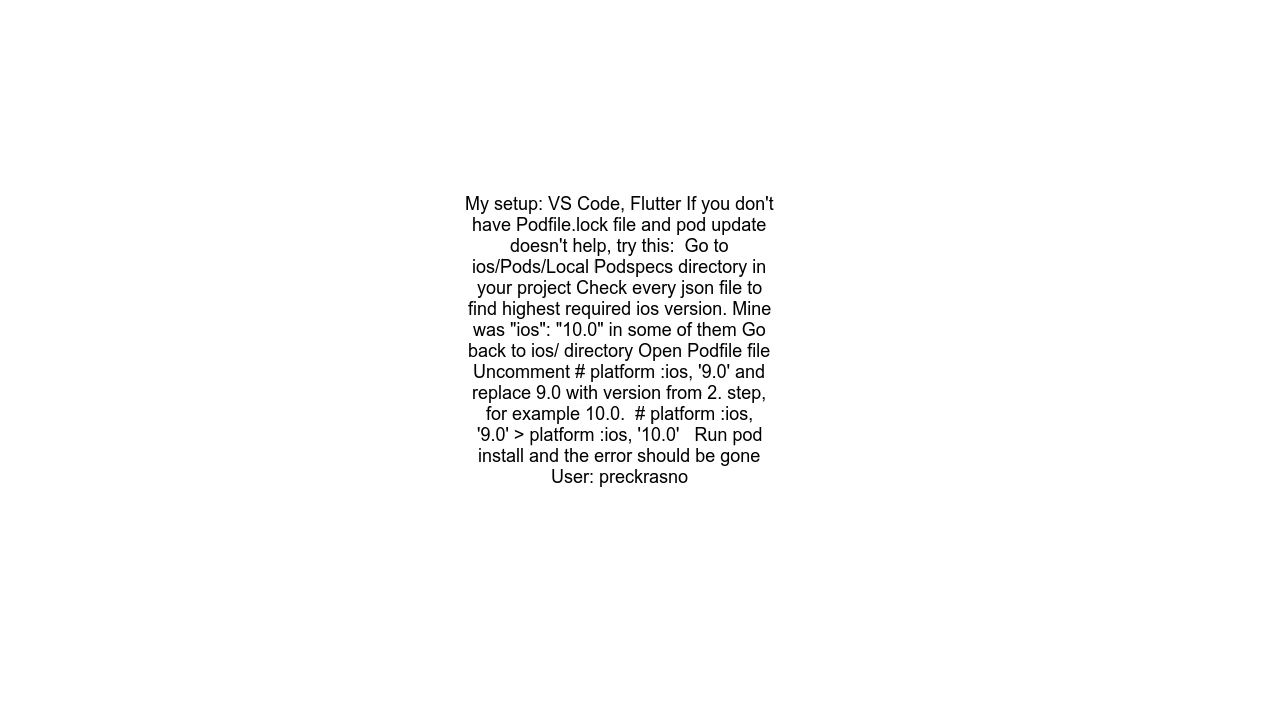 My setup: VS Code, Flutter If you don't
have Podfile.lock file and pod update
doesn't help, try this:  Go to
ios/Pods/Local Podspecs directory in
your project Check every json file to
find highest required ios version. Mine
was "ios": "10.0" in some of them Go
back to ios/ directory Open Podfile file
Uncomment # platform :ios, '9.0' and
replace 9.0 with version from 2. step,
for example 10.0.  # platform :ios,
'9.0' > platform :ios, '10.0'   Run pod
install and the error should be gone
User: preckrasno